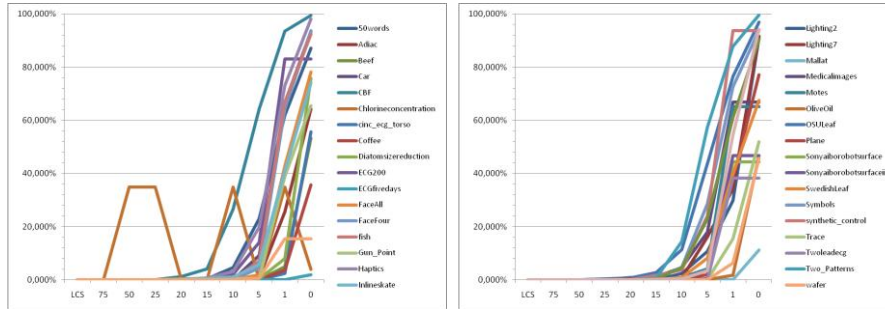 100,000%
80,000%
60,000%
40,000%
20,000%
0,000%
LCS 75 50 25 20 15 10 5 1 0
50words
Adiac
Beef
Car
CBF
Chlorineconcentration
cinc_ecg_torso
Coffee
Diatomsizereduction
ECG200
ECGfivedays
FaceAll
FaceFour
fish
Gun_Point
Haptics
Inlineskate
100,000%
80,000%
60,000%
40,000%
20,000%
0,000%
LCS 75 50 25 20 15 10 5 1 0
Lighting2
Lighting7
Mallat
Medicalimages
Motes
OliveOil
OSULeaf
Plane
Sonyaiborobotsurface
Sonyaiborobotsurfaceii
SwedishLeaf
Symbols
synthetic_control
Trace
Twoleadecg
Two_Patterns
wafer